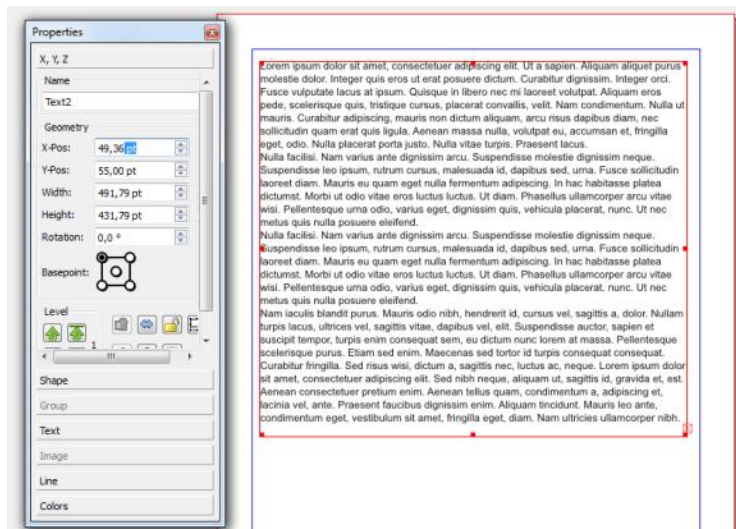 Properties
X, Y, Z
Name
Text2
Geometry
X-Pos: 49,36 pt
Y-Pos: 55,00 pt
Width: 491,79 pt
Height: 431,79 pt
Rotation: 0,0 °
Basepoint:
Level
1
Shape
Group
Text
Image
Line
Colors
Lorem ipsum dolor sit amet, consectetuer adipiscing elit. Ut a sapien. Aliquam aliquet purus
molestie dolor. Integer quis eros ut erat posuere dictum. Curabitur dignissim. Integer orci.
Fusce vulputate lacus at ipsum. Quisque in libero nec mi laoreet volutpat. Aliquam eros
pede, scelerisque quis, tristique cursus, placerat convallis, velit. Nam condimentum. Nulla ut
mauris. Curabitur adipiscing, mauris non dictum aliquam, arcu risus dapibus diam, nec
sollicitudin quam erat quis ligula. Aenean massa nulla, volutpat eu, accumsan et, fringilla
eget, odio. Nulla placerat porta justo. Nulla vitae turpis. Praesent lacus.
Nulla facilisi. Nam varius ante dignissim arcu. Suspendisse molestie dignissim neque.
Suspendisse leo ipsum, rutrum cursus, malesuada id, dapibus sed, urna. Fusce sollicitudin
laoreet diam. Mauris eu quam eget nulla fermentum adipiscing. In hac habitasse platea
dictumst. Morbi ut odio vitae eros luctus luctus. Ut diam. Phasellus ullamcorper arcu vitae
wisi. Pellentesque urna odio, varius eget, dignissim quis, vehicula placerat, nunc. Ut nec
metus quis nulla posuere eleifend.
Nulla facilisi. Nam varius ante dignissim arcu. Suspendisse molestie dignissim neque.
Suspendisse leo ipsum, rutrum cursus, malesuada id, dapibus sed, urna. Fusce sollicitudin
laoreet diam. Mauris eu quam eget nulla fermentum adipiscing. In hac habitasse platea
dictumst. Morbi ut odio vitae eros luctus luctus. Ut diam. Phasellus ullamcorper arcu vitae
wisi. Pellentesque urna odio, varius eget, dignissim quis, vehicula placerat, nunc. Ut nec
metus quis nulla posuere eleifend.
Nam iaculis blandit purus. Mauris odio nibh, hendrerit id, cursus vel, sagittis a, dolor. Nullam
turpis lacus, ultrices vel, sagittis vitae, dapibus vel, elit. Suspendisse auctor, sapien et
suscipit tempor, turpis enim consequat sem, eu dictum nunc lorem at massa. Pellentesque
scelerisque purus. Etiam sed enim. Maecenas sed tortor id turpis consequat consequat.
Curabitur fringilla. Sed risus wisi, dictum a, sagittis nec, luctus ac, neque. Lorem ipsum dolor
sit amet, consectetuer adipiscing elit. Sed nibh neque, aliquam ut, sagittis id, gravida et, est.
Aenean consectetuer pretium enim. Aenean tellus quam, condimentum a, adipiscing et,
lacinia vel, ante. Praesent faucibus dignissim enim. Aliquam tincidunt. Mauris leo ante,
condimentum eget, vestibulum sit amet, fringilla eget, diam. Nam ultricies ullamcorper nibh.